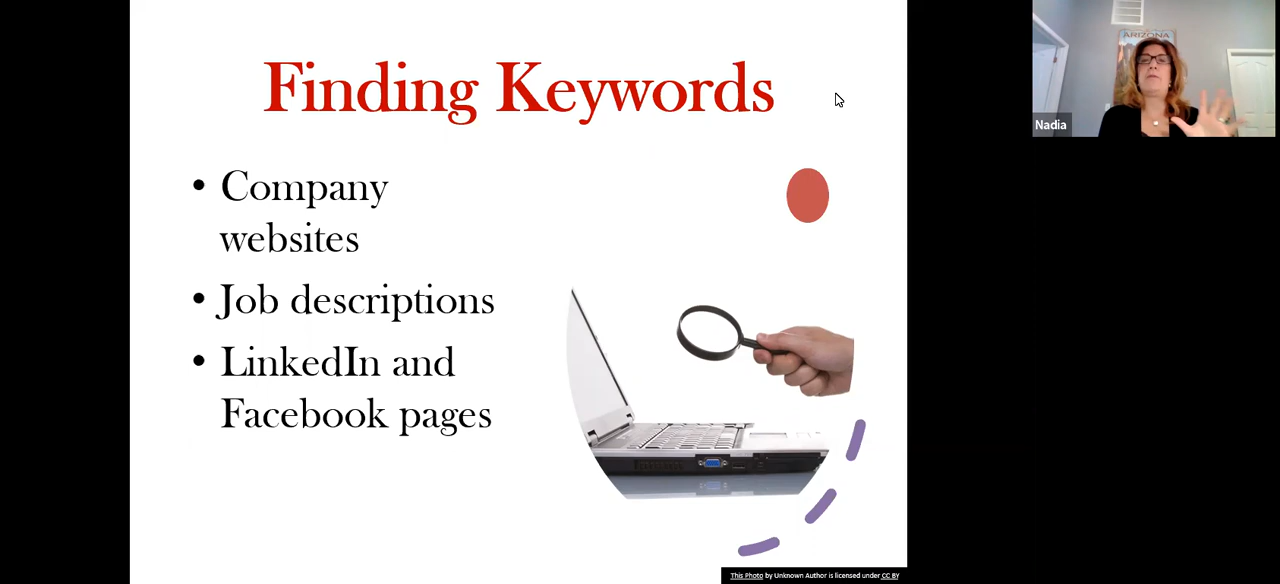 Finding Keywords
• Company
websites
• Job descriptions
• LinkedIn and
Facebook pages
This Photo by Unknown Author is licensed under CC BY
ARIZONA
Nadia